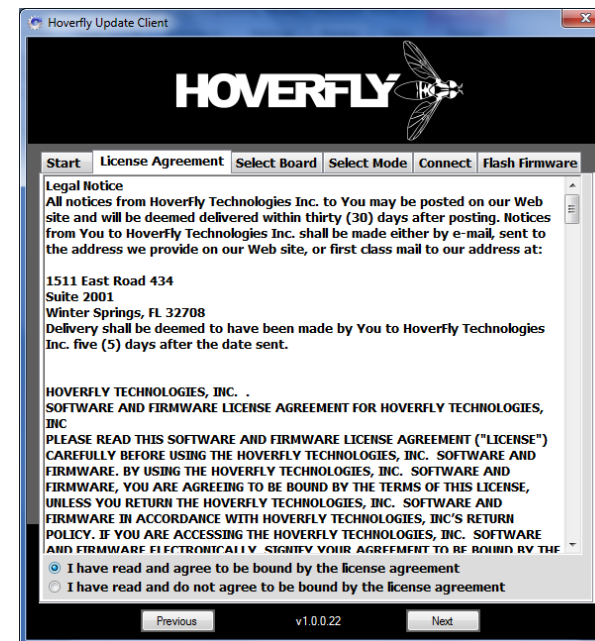 Hoverfly Update Client
HOVERFLY
Start License Agreement Select Board Select Mode Connect Flash Firmware
Legal Notice
All notices from HoverFly Technologies Inc. to You may be posted on our Web
site and will be deemed delivered within thirty (30) days after posting. Notices
from You to HoverFly Technologies Inc. shall be made either by e-mail, sent to
the address we provide on our Web site, or first class mail to our address at:
1511 East Road 434
Suite 2001
Winter Springs, FL 32708
Delivery shall be deemed to have been made by You to HoverFly Technologies
Inc. five (5) days after the date sent.
HOVERFLY TECHNOLOGIES, INC. .
SOFTWARE AND FIRMWARE LICENSE AGREEMENT FOR HOVERFLY TECHNOLOGIES,
INC
PLEASE READ THIS SOFTWARE AND FIRMWARE LICENSE AGREEMENT ("LICENSE")
CAREFULLY BEFORE USING THE HOVERFLY TECHNOLOGIES, INC. SOFTWARE AND
FIRMWARE. BY USING THE HOVERFLY TECHNOLOGIES, INC. SOFTWARE AND
FIRMWARE, YOU ARE AGREEING TO BE BOUND BY THE TERMS OF THIS LICENSE,
UNLESS YOU RETURN THE HOVERFLY TECHNOLOGIES, INC. SOFTWARE AND
FIRMWARE IN ACCORDANCE WITH HOVERFLY TECHNOLOGIES, INC'S RETURN
POLICY. IF YOU ARE ACCESSING THE HOVERFLY TECHNOLOGIES, INC. SOFTWARE
AND FIRMWARE ELECTRONICALLY, SIGNIFY YOUR AGREEMENT TO BE BOUND BY THE
I have read and agree to be bound by the license agreement
I have read and do not agree to be bound by the license agreement
Previous v1.0.0.22 Next